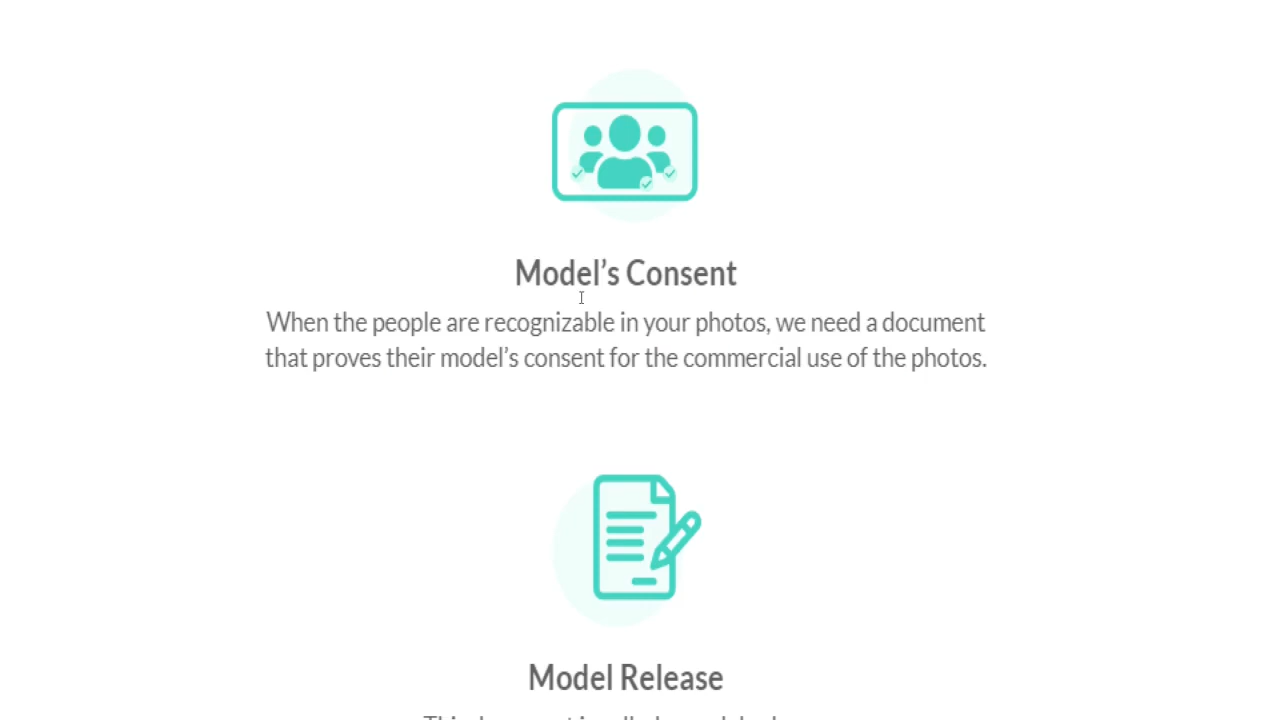 Model’s Consent
When the people are recognizable in your photos, we need a document
that proves their model’s consent for the commercial use of the photos.
Model Release